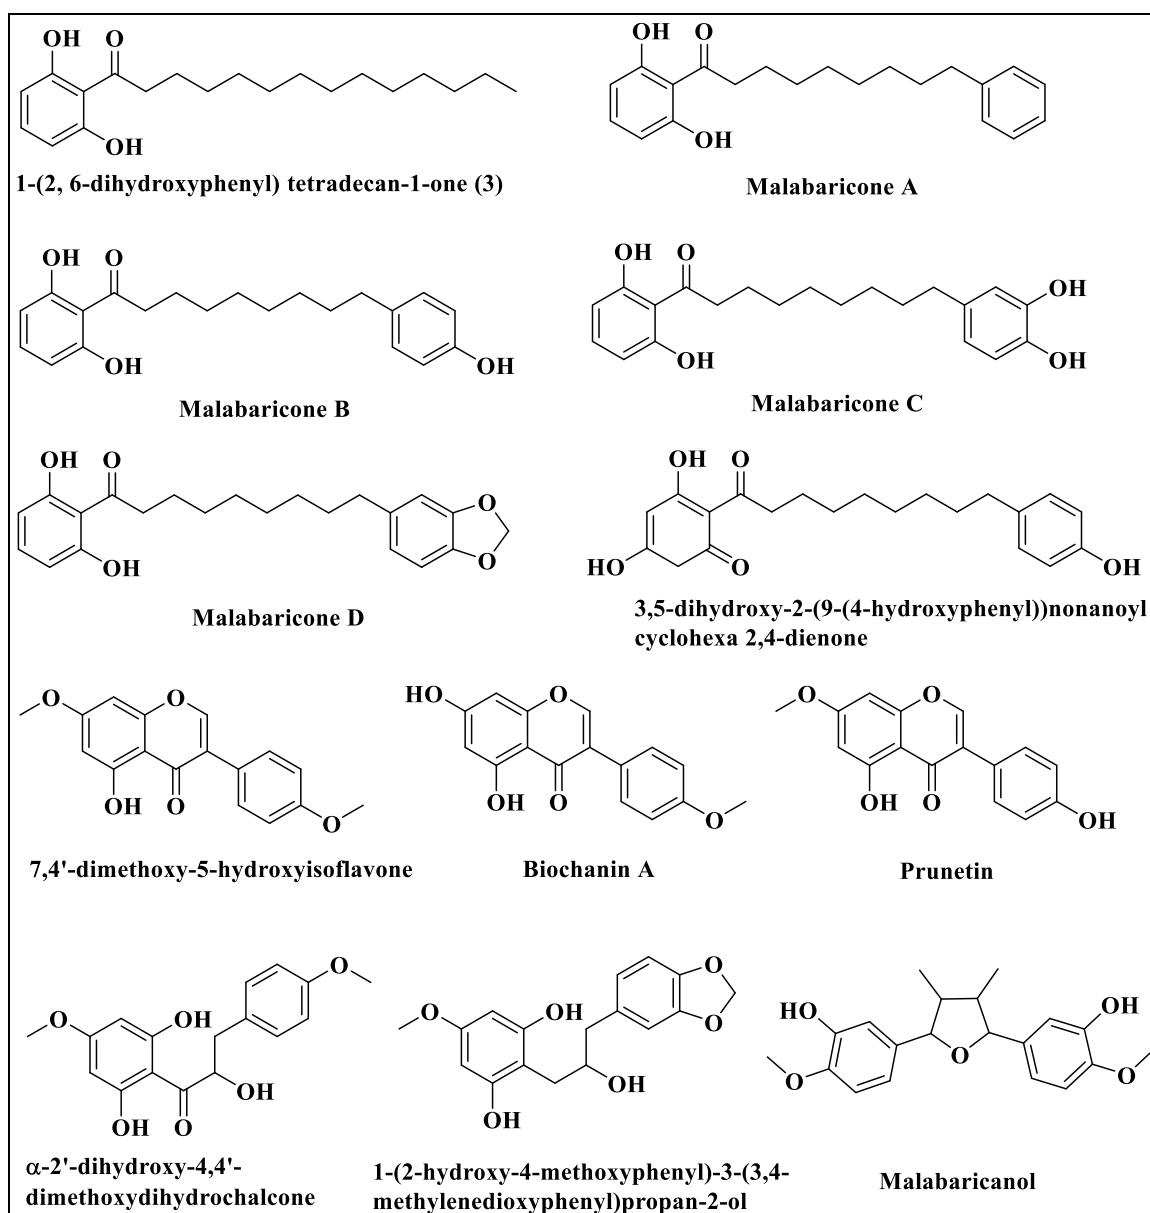 OH O
OH
1-(2, 6-dihydroxyphenyl) tetradecan-1-one (3)
OH O
OH
Malabaricone A
OH O
OH
OH
Malabaricone B
OH O
OH
OH
OH
Malabaricone C
OH O
O
O
OH
Malabaricone D
OH O
HO O OH
3,5-dihydroxy-2-(9-(4-hydroxyphenyl))nonanoyl
cyclohexa 2,4-dienone
O O
OH O
O
7,4'-dimethoxy-5-hydroxyisoflavone
HO O
OH O
O
Biochanin A
O O
OH O
OH
Prunetin
O
O OH
OH
OH O
α-2'-dihydroxy-4,4'-
dimethoxydihydrochalcone
O
O OH
O
OH
OH
1-(2-hydroxy-4-methoxyphenyl)-3-(3,4-
methylenedioxyphenyl)propan-2-ol
HO OH
O
O O
Malabaricanol